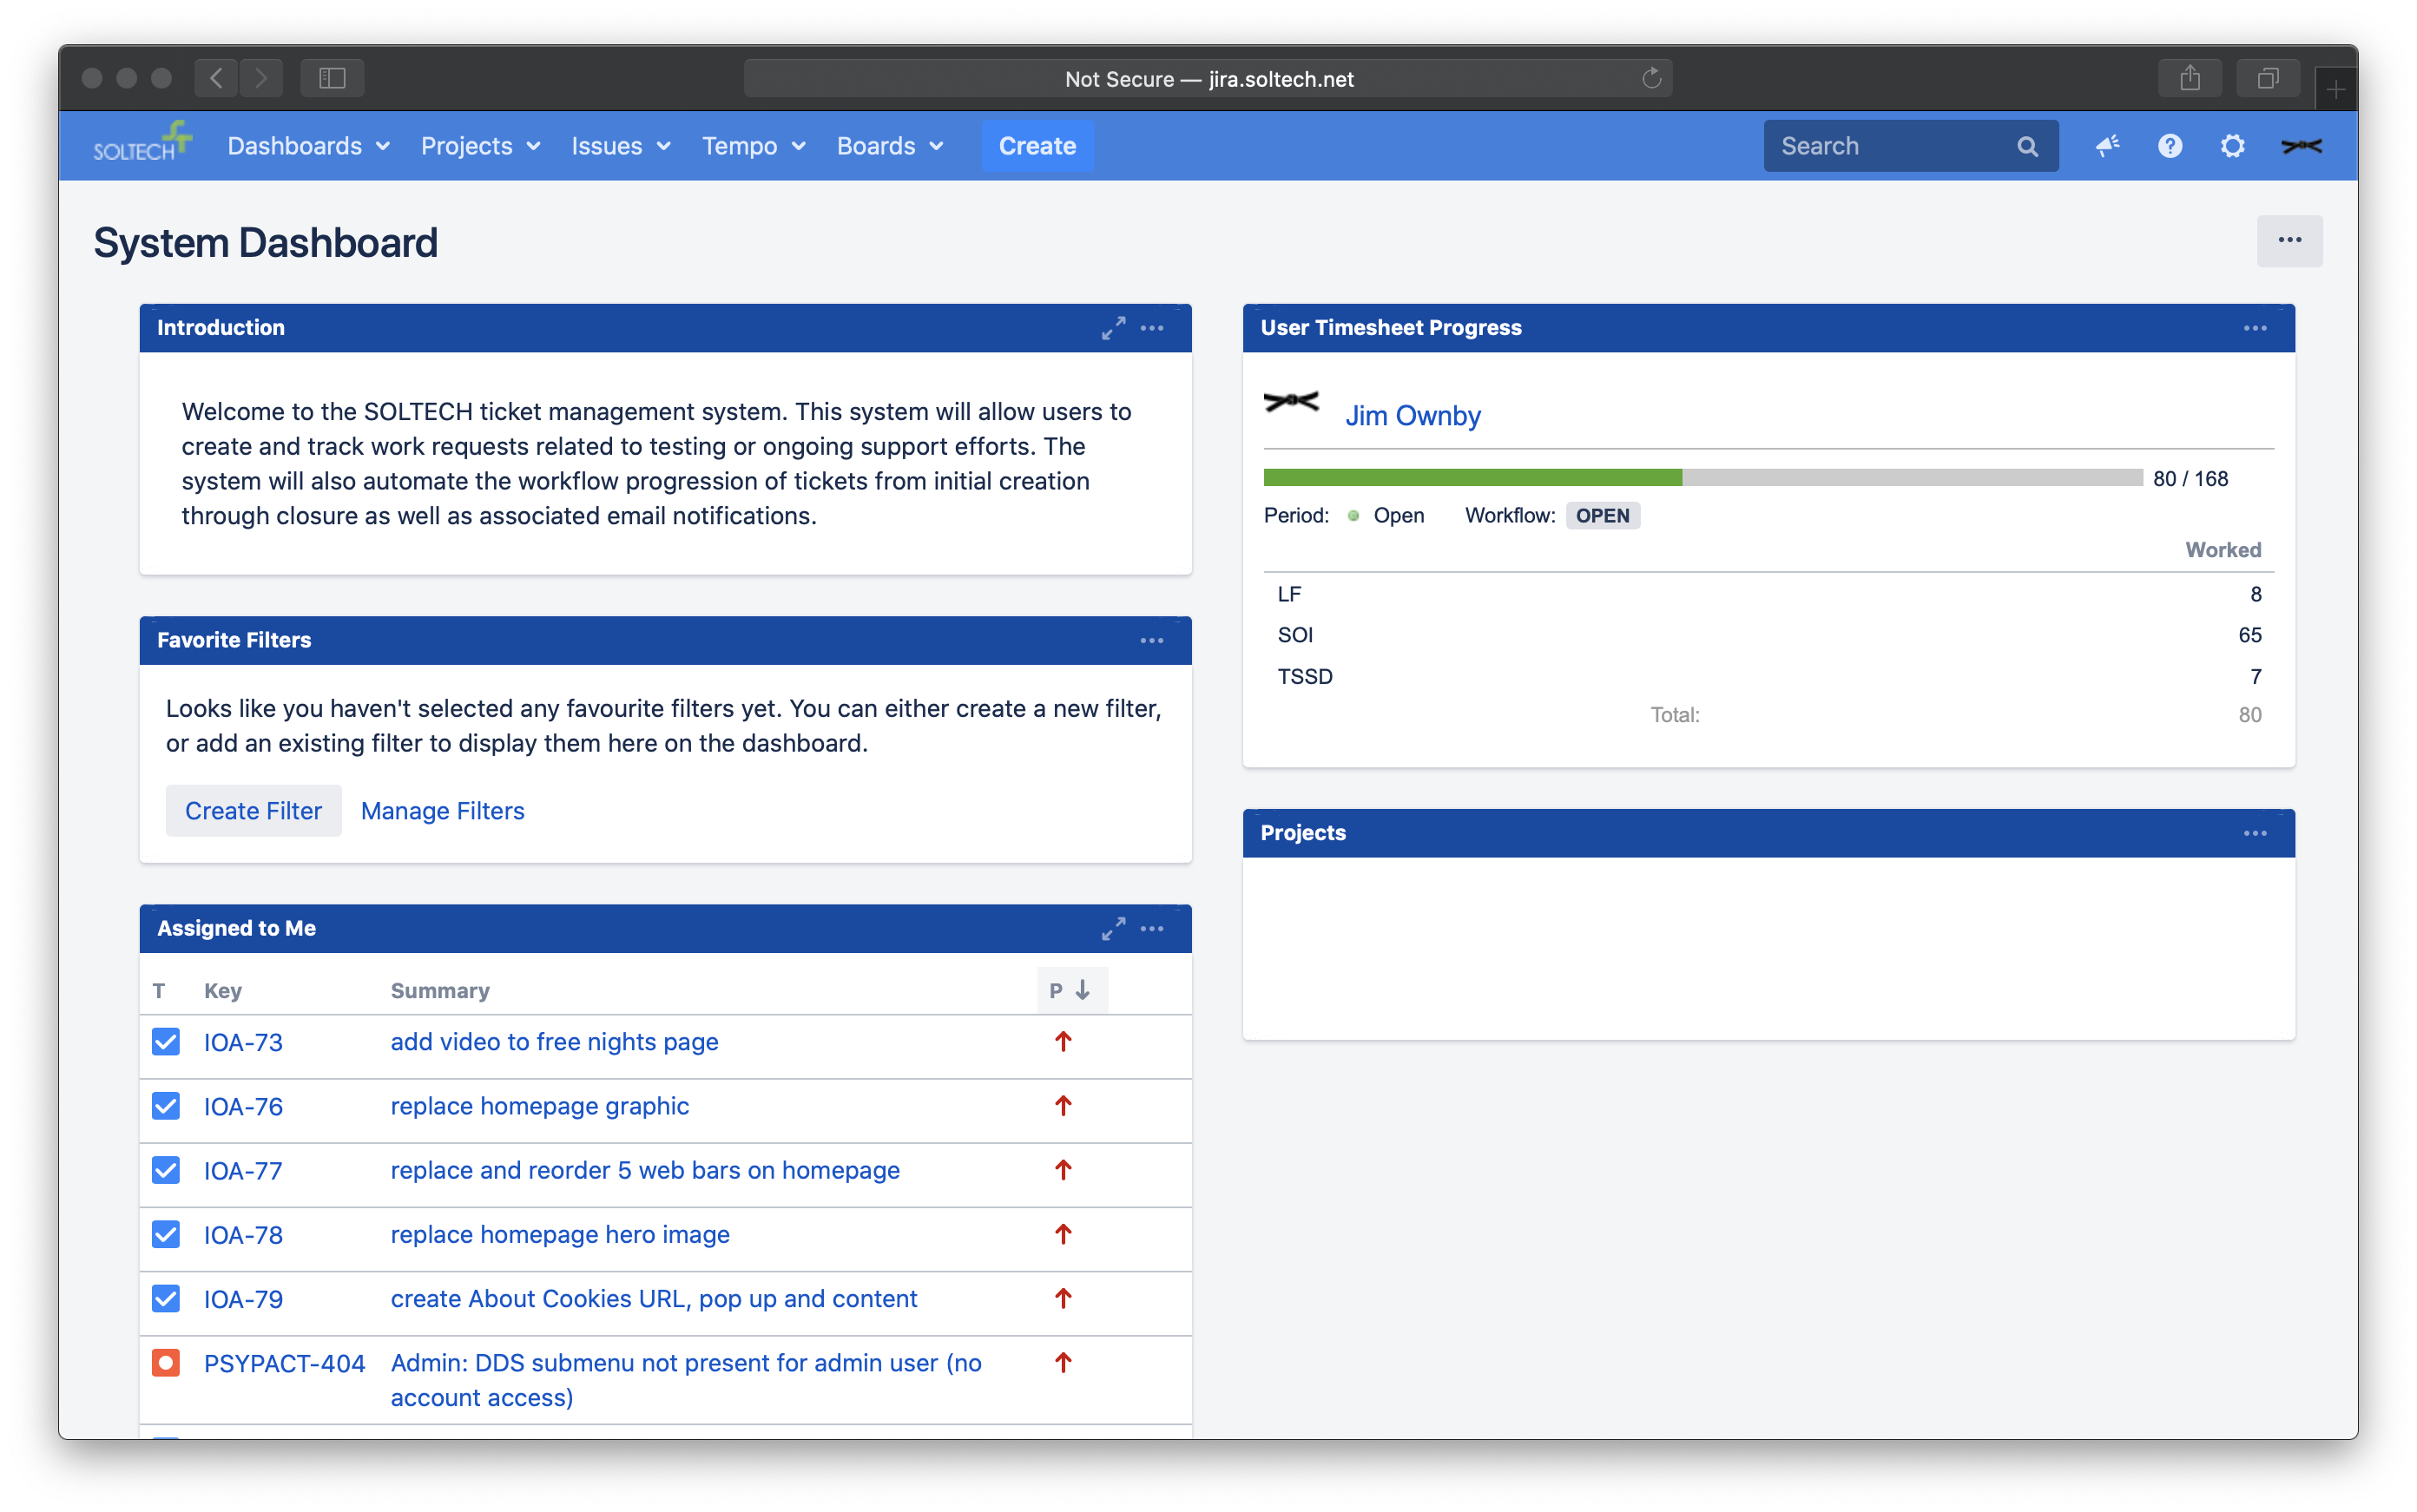 Not Secure — jira.soltech.net
SOLTECH Dashboards Projects Issues Tempo Boards Create Search
System Dashboard
Introduction
Welcome to the SOLTECH ticket management system. This system will allow users to
create and track work requests related to testing or ongoing support efforts. The
system will also automate the workflow progression of tickets from initial creation
through closure as well as associated email notifications.
Favorite Filters
Looks like you haven't selected any favourite filters yet. You can either create a new filter,
or add an existing filter to display them here on the dashboard.
Create Filter Manage Filters
Assigned to Me
T Key Summary P
IOA-73 add video to free nights page
IOA-76 replace homepage graphic
IOA-77 replace and reorder 5 web bars on homepage
IOA-78 replace homepage hero image
IOA-79 create About Cookies URL, pop up and content
PSYPACT-404 Admin: DDS submenu not present for admin user (no
account access)
User Timesheet Progress
Jim Ownby
80 / 168
Period: Open Workflow: OPEN
Worked
LF 8
SOI 65
TSSD 7
Total: 80
Projects